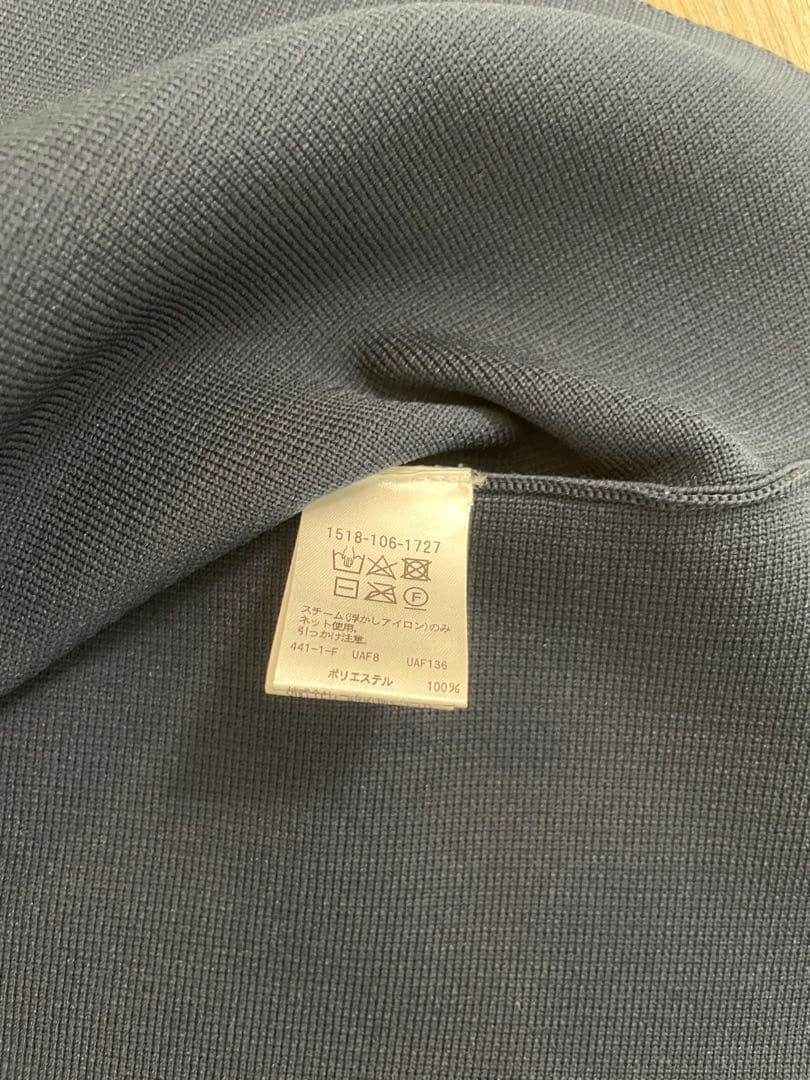 1518-106-1727
F
スチーム(浮かしアイロン)のみ
ネット使用。
引っかけ注意
441-1-F UAF8 UAF136
ポリエステル 100%